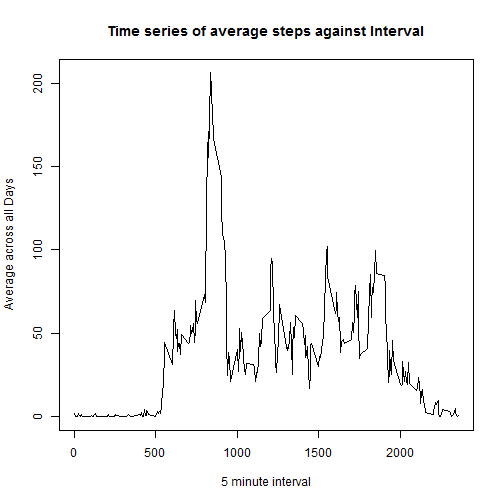 Time series of average steps against Interval
Average across all Days
200
150
100
50
0
0 500 1000 1500 2000
5 minute interval